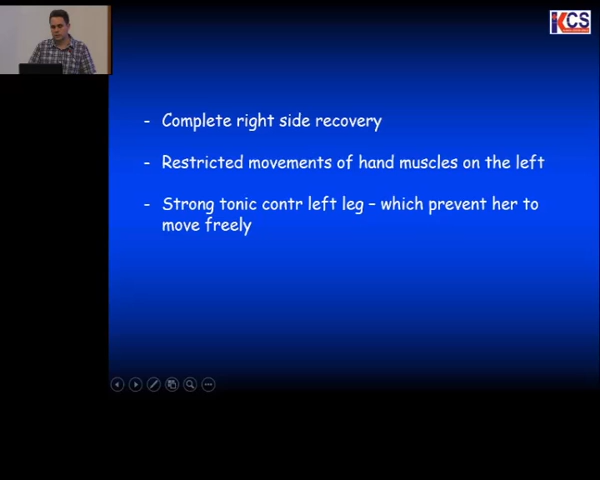 KCS
- Complete right side recovery
- Restricted movements of hand muscles on the left
- Strong tonic contr left leg – which prevent her to
move freely